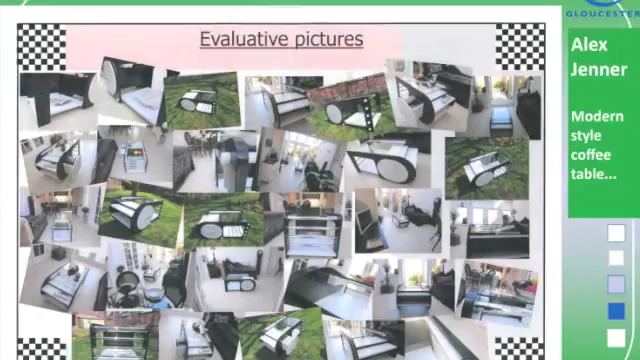 Evaluative pictures
GLOUCESTER
Alex
Jenner
Modern
style
coffee
table...